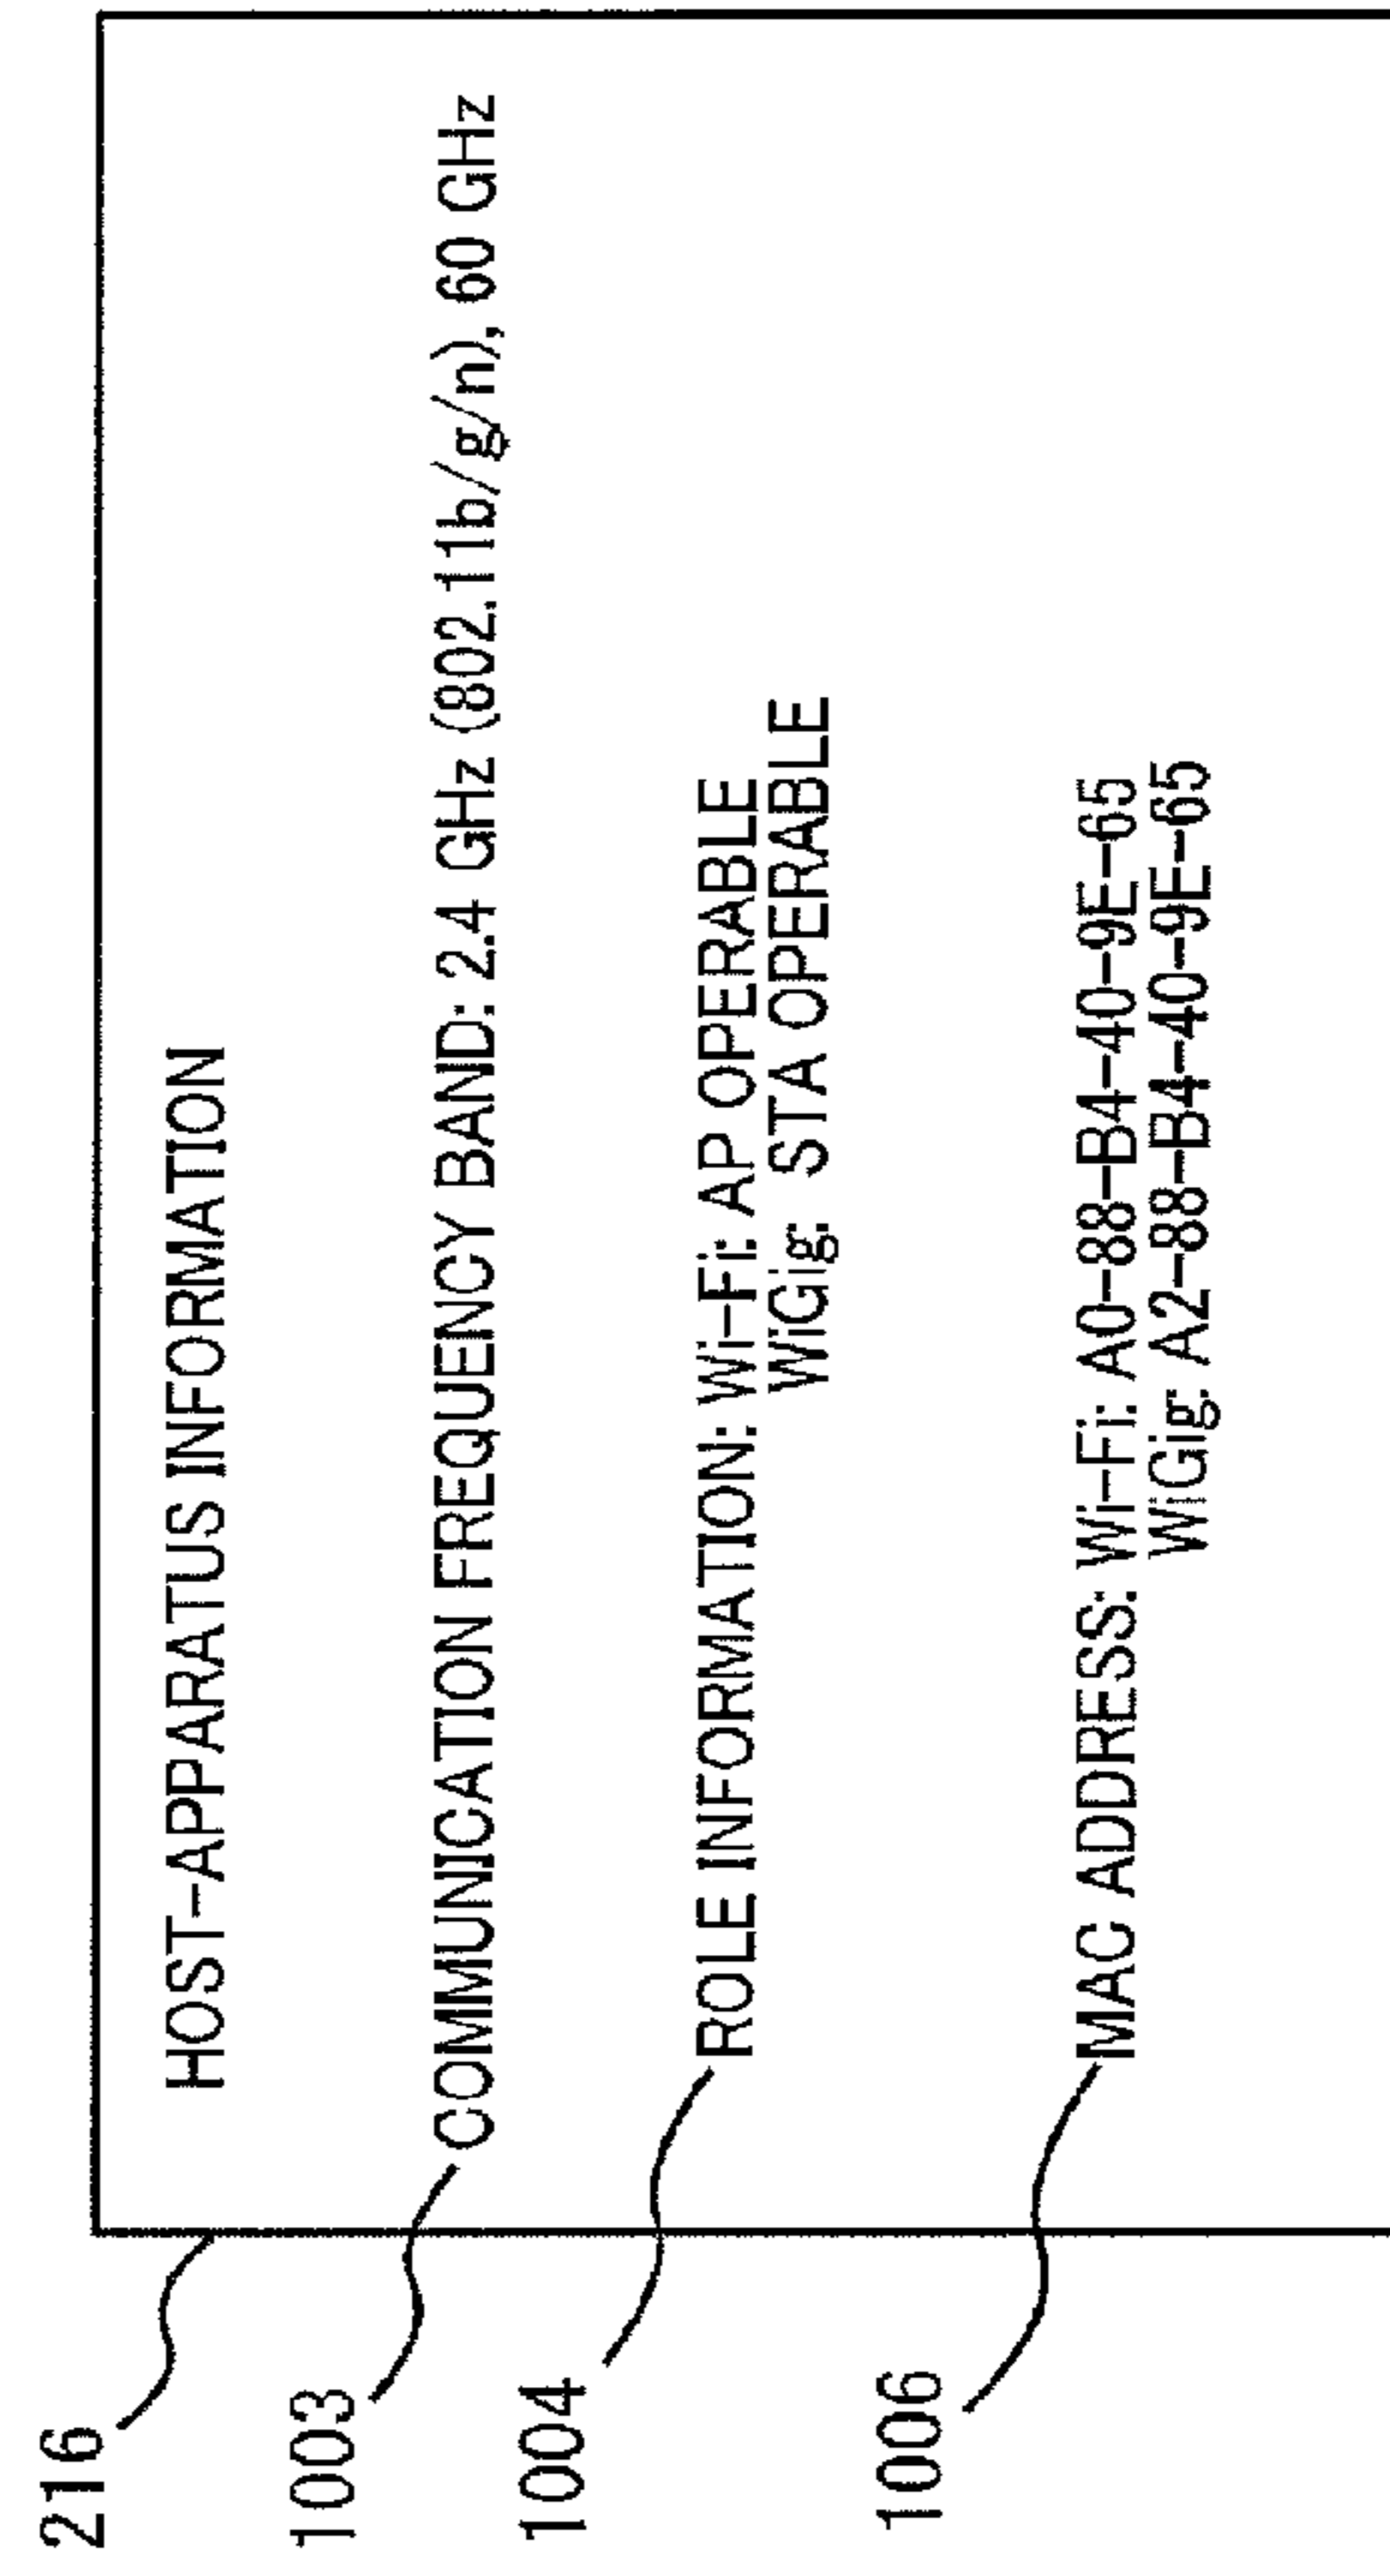 216
HOST-APPARATUS INFORMATION
1003
COMMUNICATION FREQUENCY BAND: 2.4 GHz (802.11b/g/n), 60 GHz
1004
ROLE INFORMATION: Wi-Fi: AP OPERABLE
WiGig: STA OPERABLE
1006
MAC ADDRESS: Wi-Fi: A0-88-B4-40-9E-65
WiGig: A2-88-B4-40-9E-65